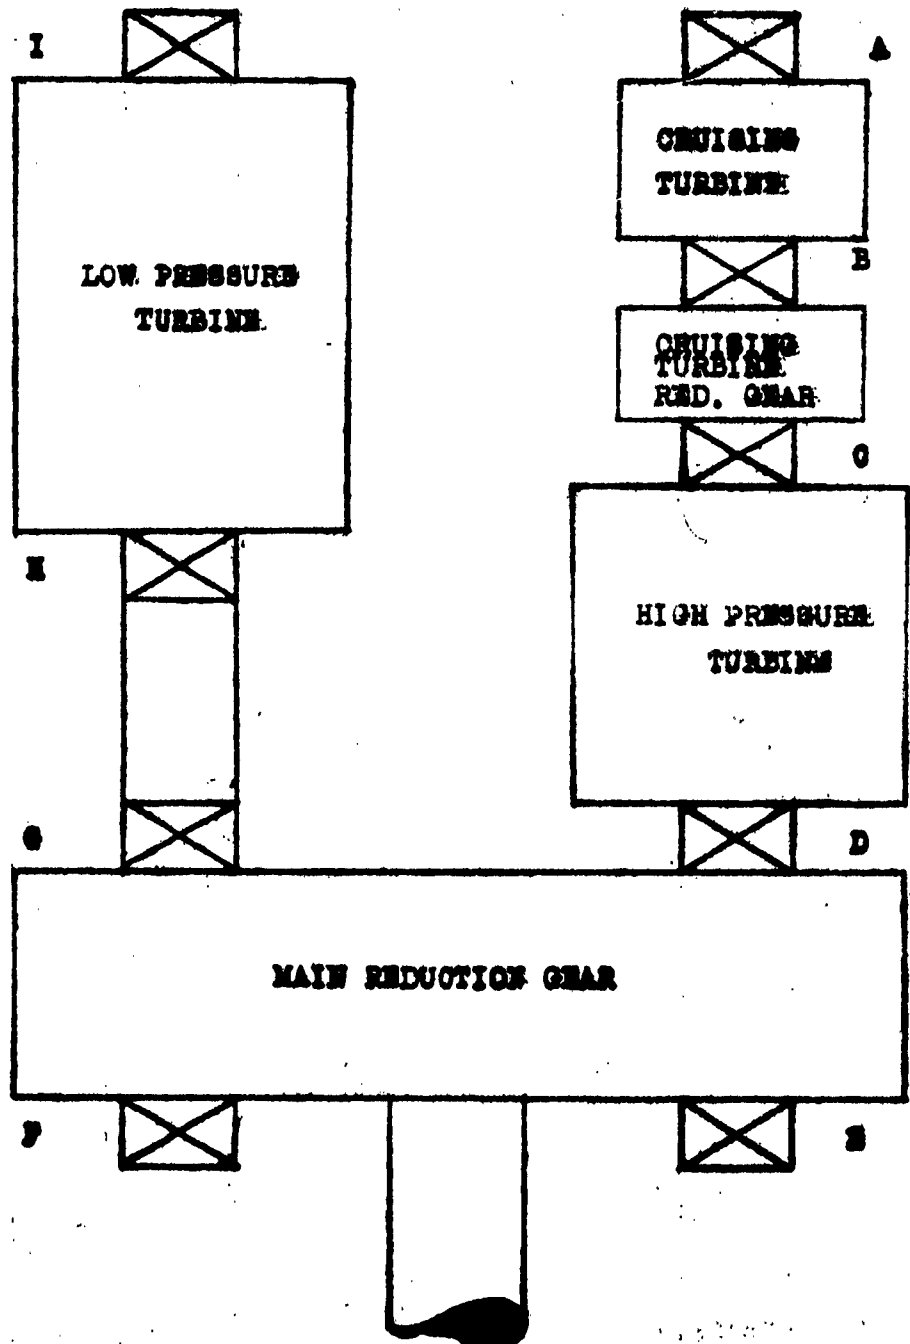 I
A
CRUISING
TURBINE
B
LOW PRESSURE
TURBINE
CRUISING
TURBINE
RED. GEAR
C
H
HIGH PRESSURE
TURBINE
G
D
MAIN REDUCTION GEAR
F
E